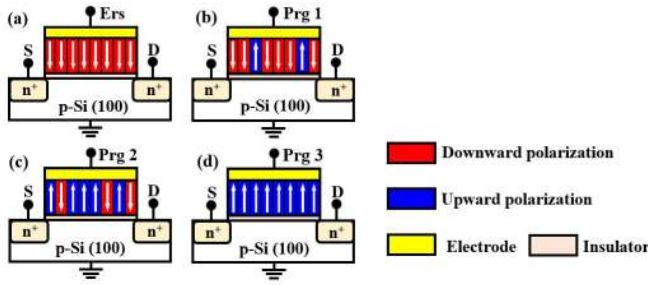 (a) Ers
S D
n⁺ n⁺
p-Si (100)
(b) Prg 1
S D
n⁺ n⁺
p-Si (100)
(c) Prg 2
S D
n⁺ n⁺
p-Si (100)
(d) Prg 3
S D
n⁺ n⁺
p-Si (100)
Downward polarization
Upward polarization
Electrode Insulator